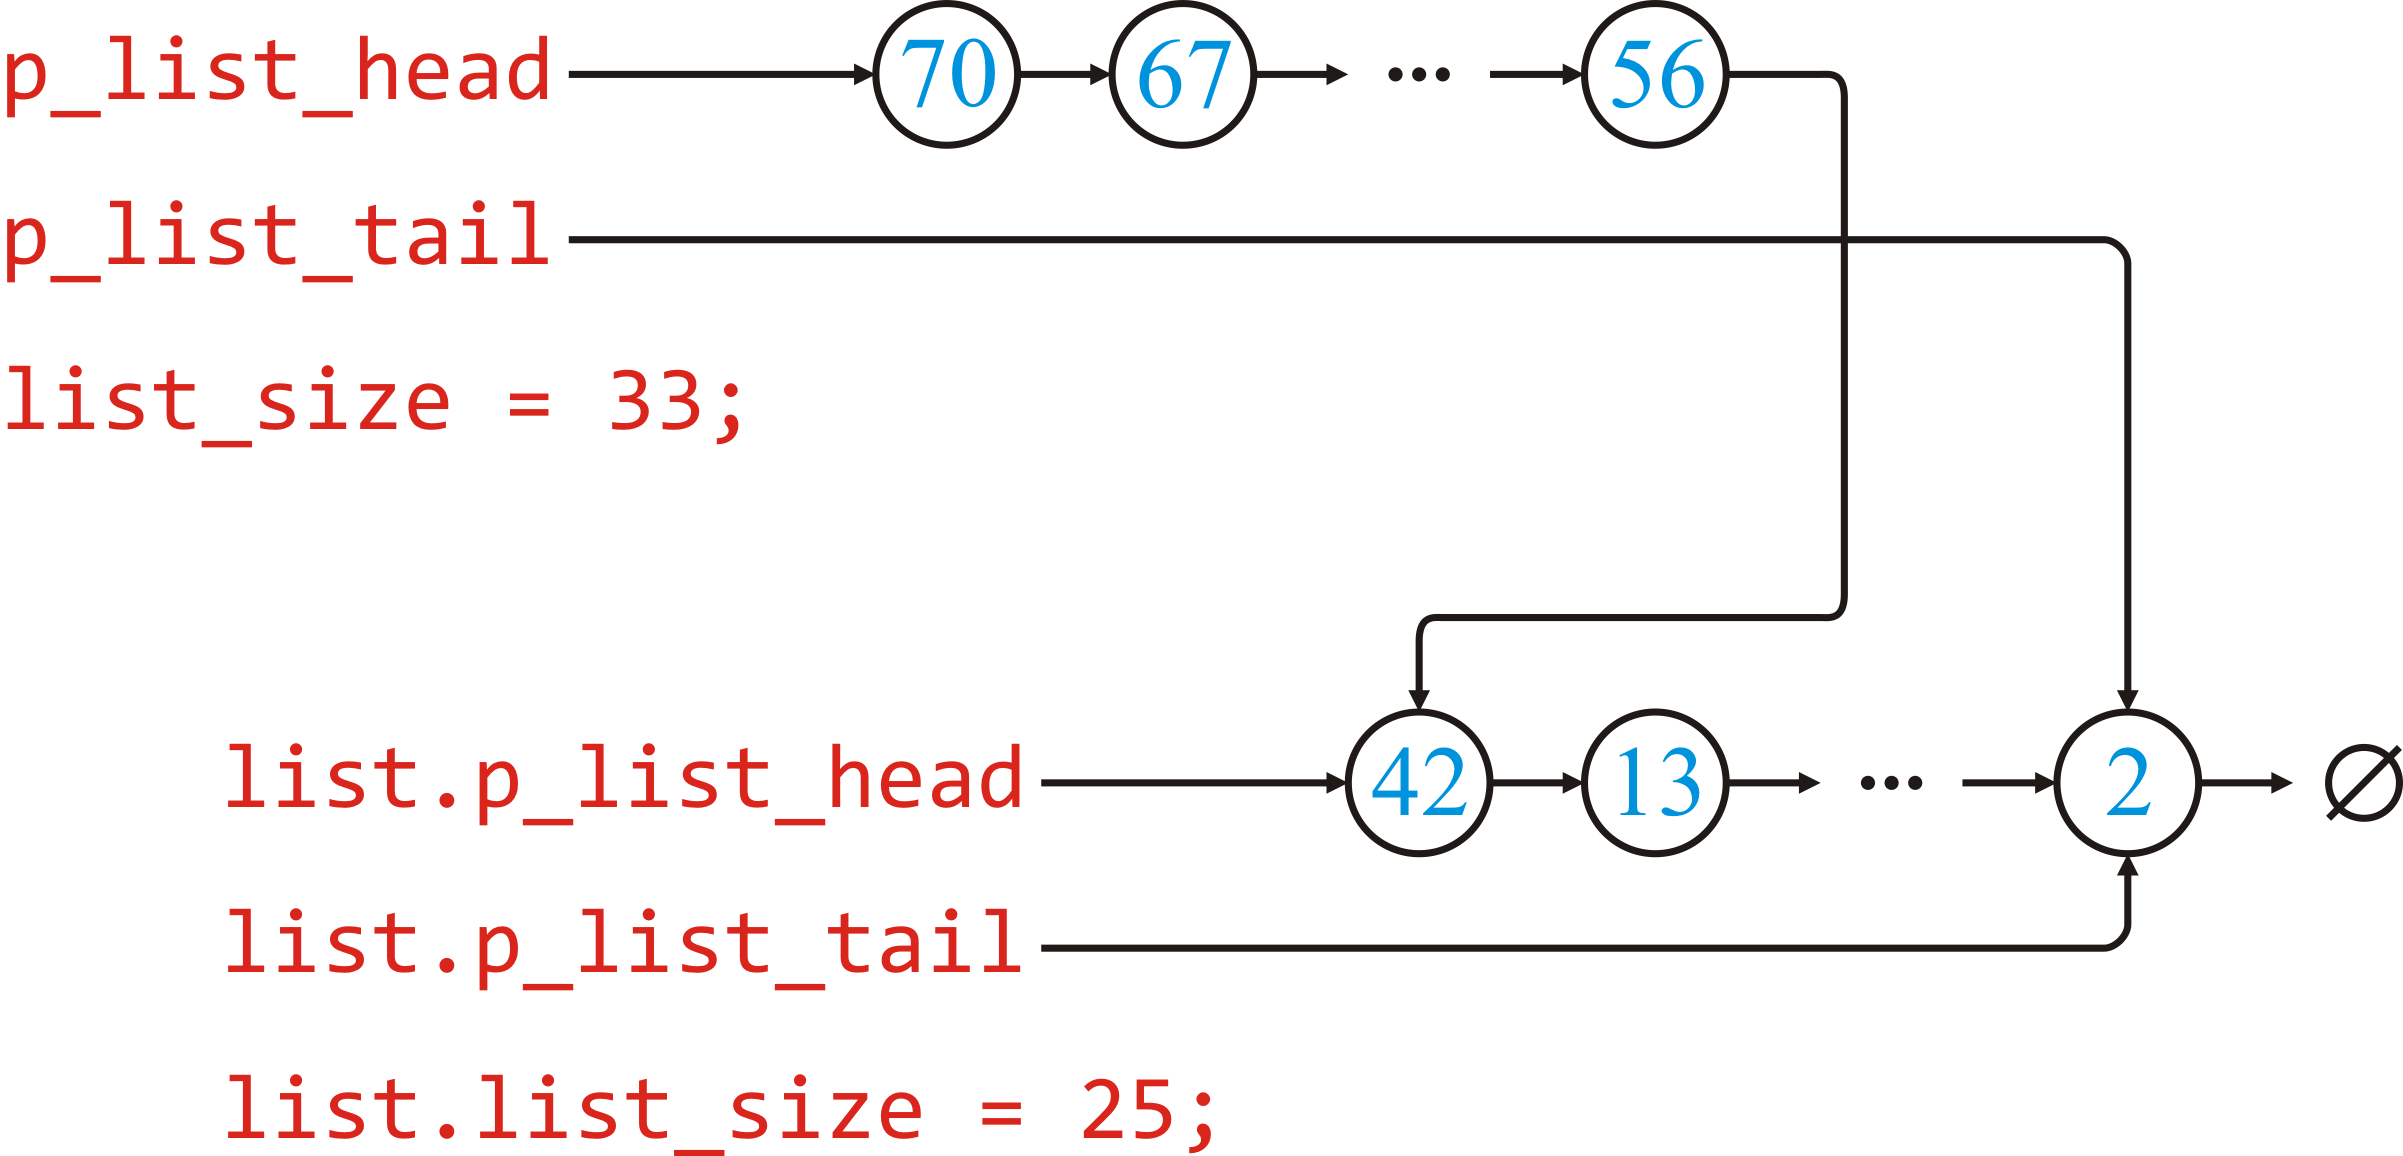 p_list_head 70 67 ... 56
p_list_tail
list_size = 33;
list.p_list_head 42 13 ... 2 ∅
list.p_list_tail
list.list_size = 25;